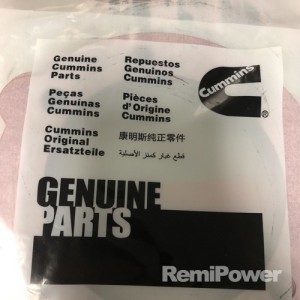 Genuine
Cummins
Parts
Repuestos
Genuinos
Cummins
Peças
Genuínas
Cummins
Pièces
d'Origine
Cummins
Cummins
Original
Ersatzteile
康明斯纯正零件
قطع غيار كمنز الأصلية
Cummins
®
GENUINE
PARTS
RemiPower